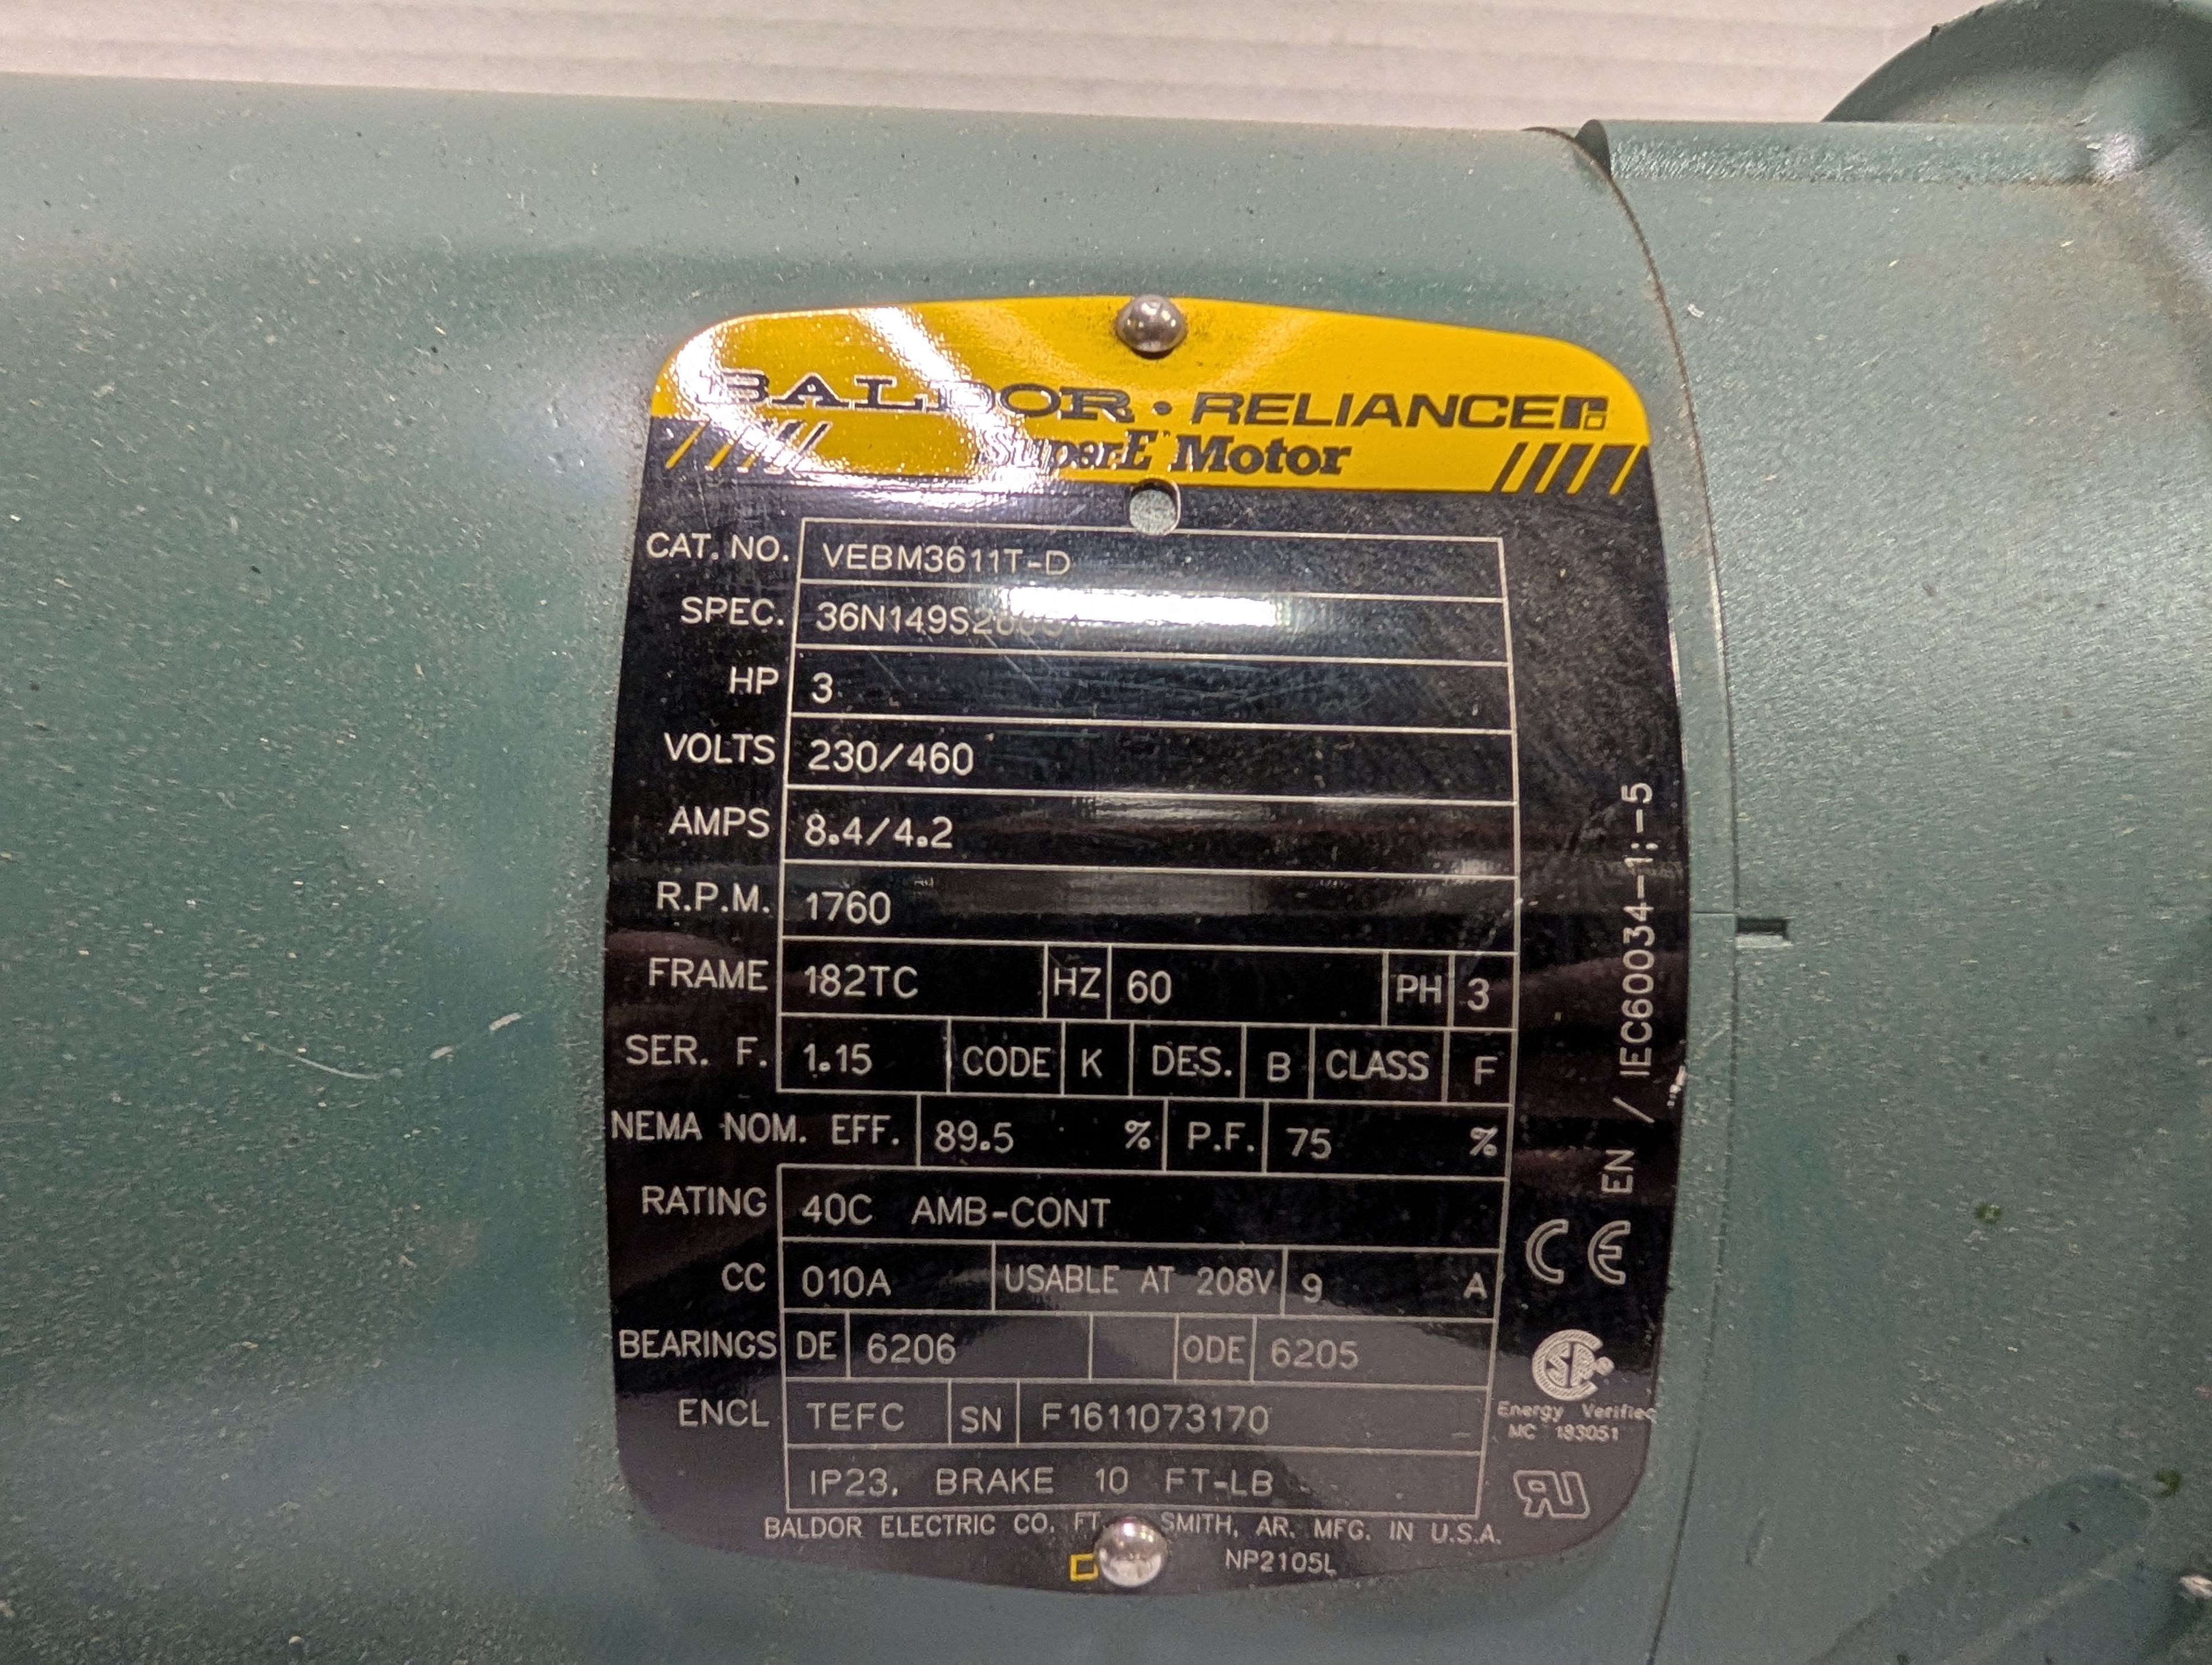 BALDOR • RELIANCE
SuperE Motor
CAT. NO. VEBM3611T-D
SPEC.
HP 3
VOLTS 230/460
AMPS 8.4/4.2
R.P.M. 1760
FRAME 182TC HZ 60 PH 3
SER. F. 1.15 CODE K DES. B CLASS F
NEMA NOM. EFF. 89.5 % P.F. 75 %
RATING 40C AMB-CONT
CC 010A USABLE AT 208V 9 A
BEARINGS DE 6206 ODE 6205
ENCL TEFC SN F1611073170
IP23. BRAKE 10 FT-LB
BALDOR ELECTRIC CO. FT. SMITH, AR. MFG. IN U.S.A.
NP2105L
CE EN / IEC60034-1:-5
Energy Verified
MC 183051